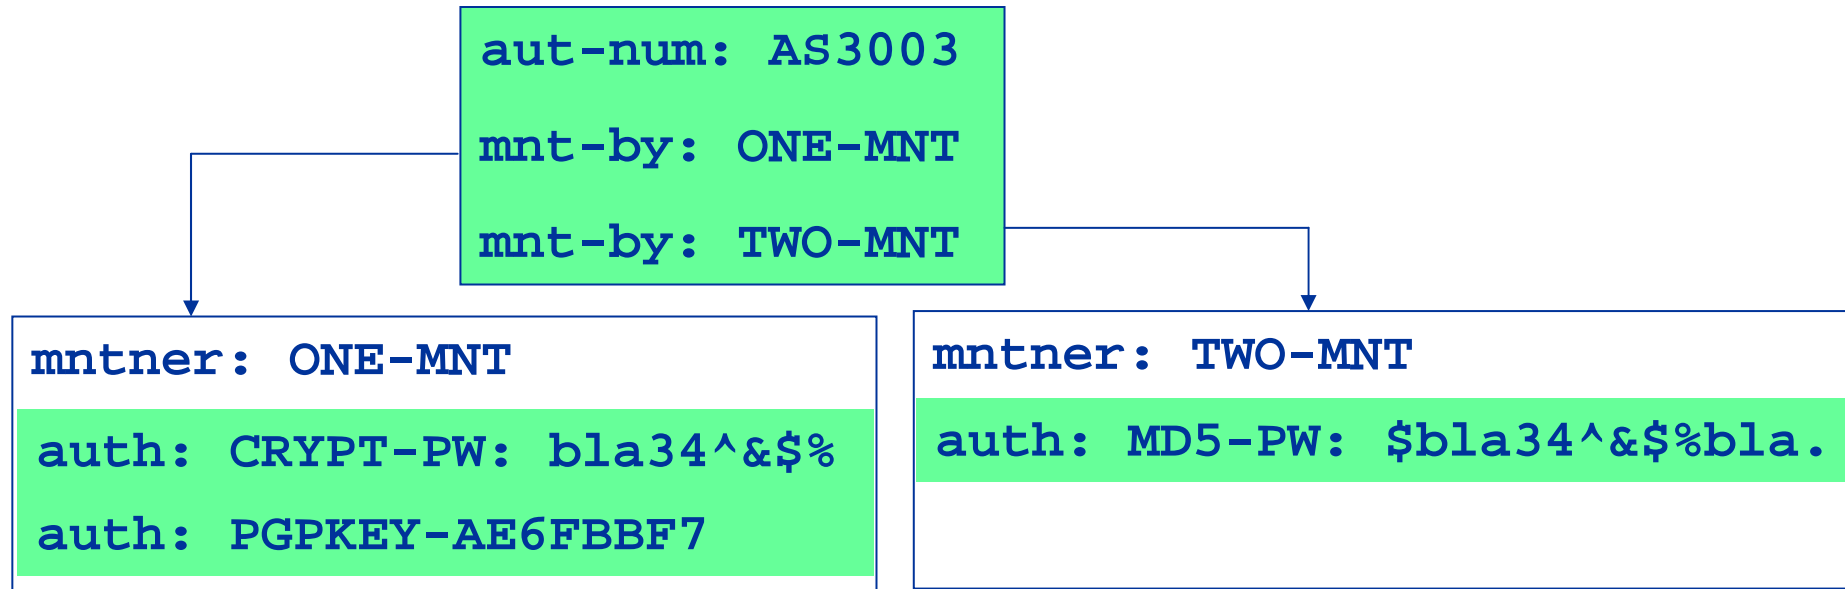 aut-num: AS3003
mnt-by: ONE-MNT
mnt-by: TWO-MNT
mntner: ONE-MNT
auth: CRYPT-PW: bla34^&$%
auth: PGPKEY-AE6FBBF7
mntner: TWO-MNT
auth: MD5-PW: $bla34^&$%bla.